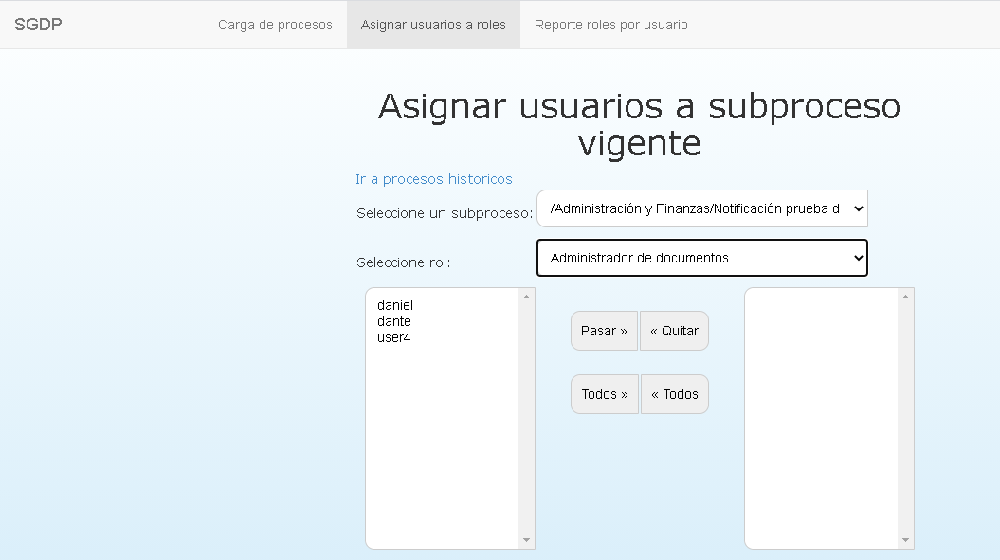 SGDP
Carga de procesos
Asignar usuarios a roles
Reporte roles por usuario
Asignar usuarios a subproceso
vigente
Ir a procesos historicos
Seleccione un subproceso:
/Administración y Finanzas/Notificación prueba d
Seleccione rol:
Administrador de documentos
daniel
dante
user4
Pasar »
« Quitar
Todos »
« Todos